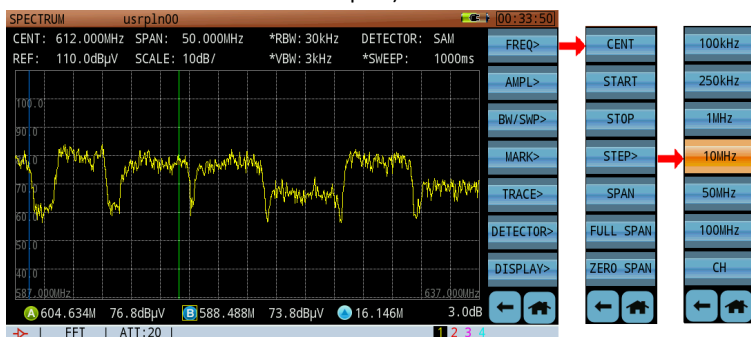 SPECTRUM usrpln00 [00:33:50]
CENT: 612.000MHz SPAN: 50.000MHz *RBW: 30kHz DETECTOR: SAM
REF: 110.0dBµV SCALE: 10dB/ *VBW: 3kHz *SWEEP: 1000ms
100.0
90.0
80.0
70.0
60.0
50.0
40.0
587.000MHz 637.000MHz
A 604.634M 76.8dBµV B 588.488M 73.8dBµV 16.146M 3.0dB
FFT | ATT:20 | 1 2 3 4
FREQ>
AMPL>
BW/SWP>
MARK>
TRACE>
DETECTOR>
DISPLAY>
CENT
START
STOP
STEP>
SPAN
FULL SPAN
ZERO SPAN
100kHz
250kHz
1MHz
10MHz
50MHz
100MHz
CH